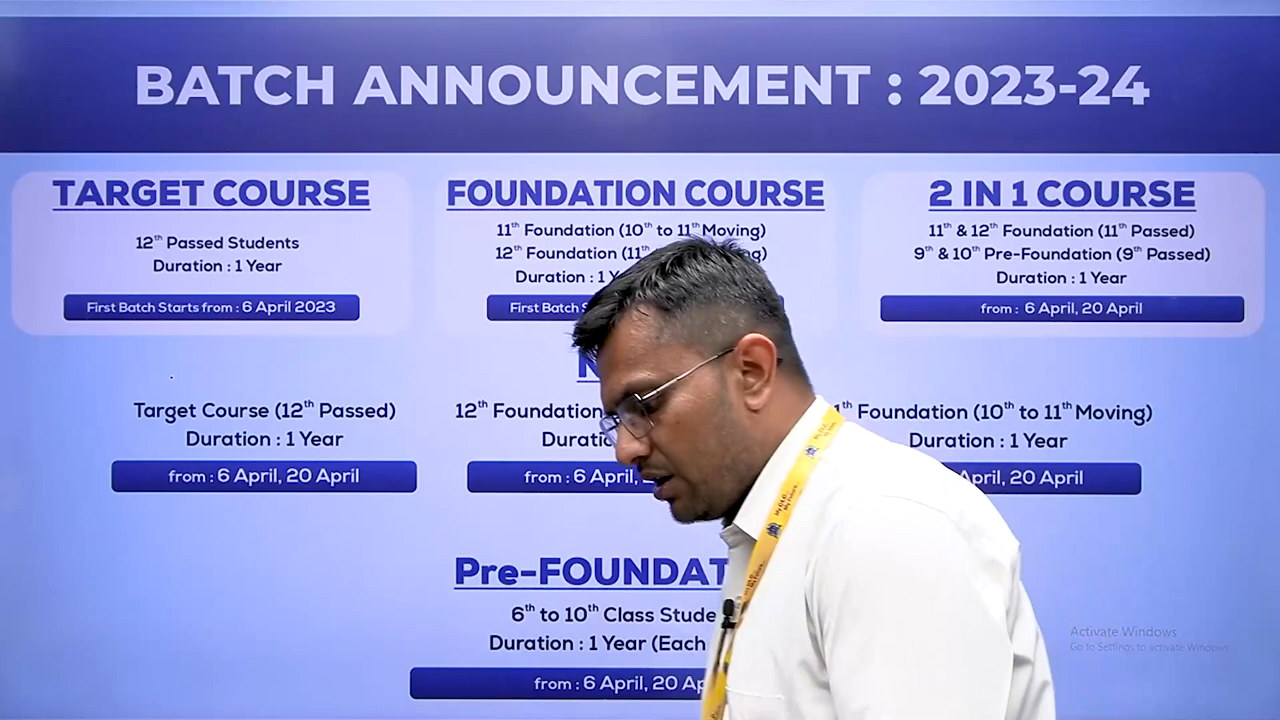 BATCH ANNOUNCEMENT : 2023-24
TARGET COURSE
12th Passed Students
Duration : 1 Year
First Batch Starts from : 6 April 2023
FOUNDATION COURSE
11th Foundation (10th to 11th Moving)
12th Foundation (11
Duration : 1 Y
First Batch
2 IN 1 COURSE
11th & 12th Foundation (11th Passed)
9th & 10th Pre-Foundation (9th Passed)
Duration : 1 Year
from : 6 April, 20 April
Target Course (12th Passed)
Duration : 1 Year
from : 6 April, 20 April
12th Foundation
from : 6 April,
Foundation (10th to 11th Moving)
Duration : 1 Year
April, 20 April
Pre-FOUNDAT
6th to 10th Class Stude
Duration : 1 Year (Each
from : 6 April, 20 Ap
Activate Windows
Go to Settings to activate Windows.